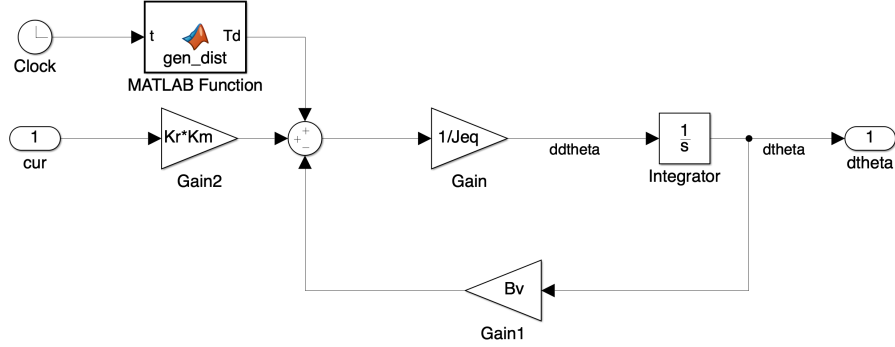 t
Td
gen_dist
Clock
MATLAB Function
1
cur
Kr*Km
Gain2
+
+
−
1/Jeq
Gain
ddtheta
1
s
Integrator
dtheta
1
dtheta
Bv
Gain1